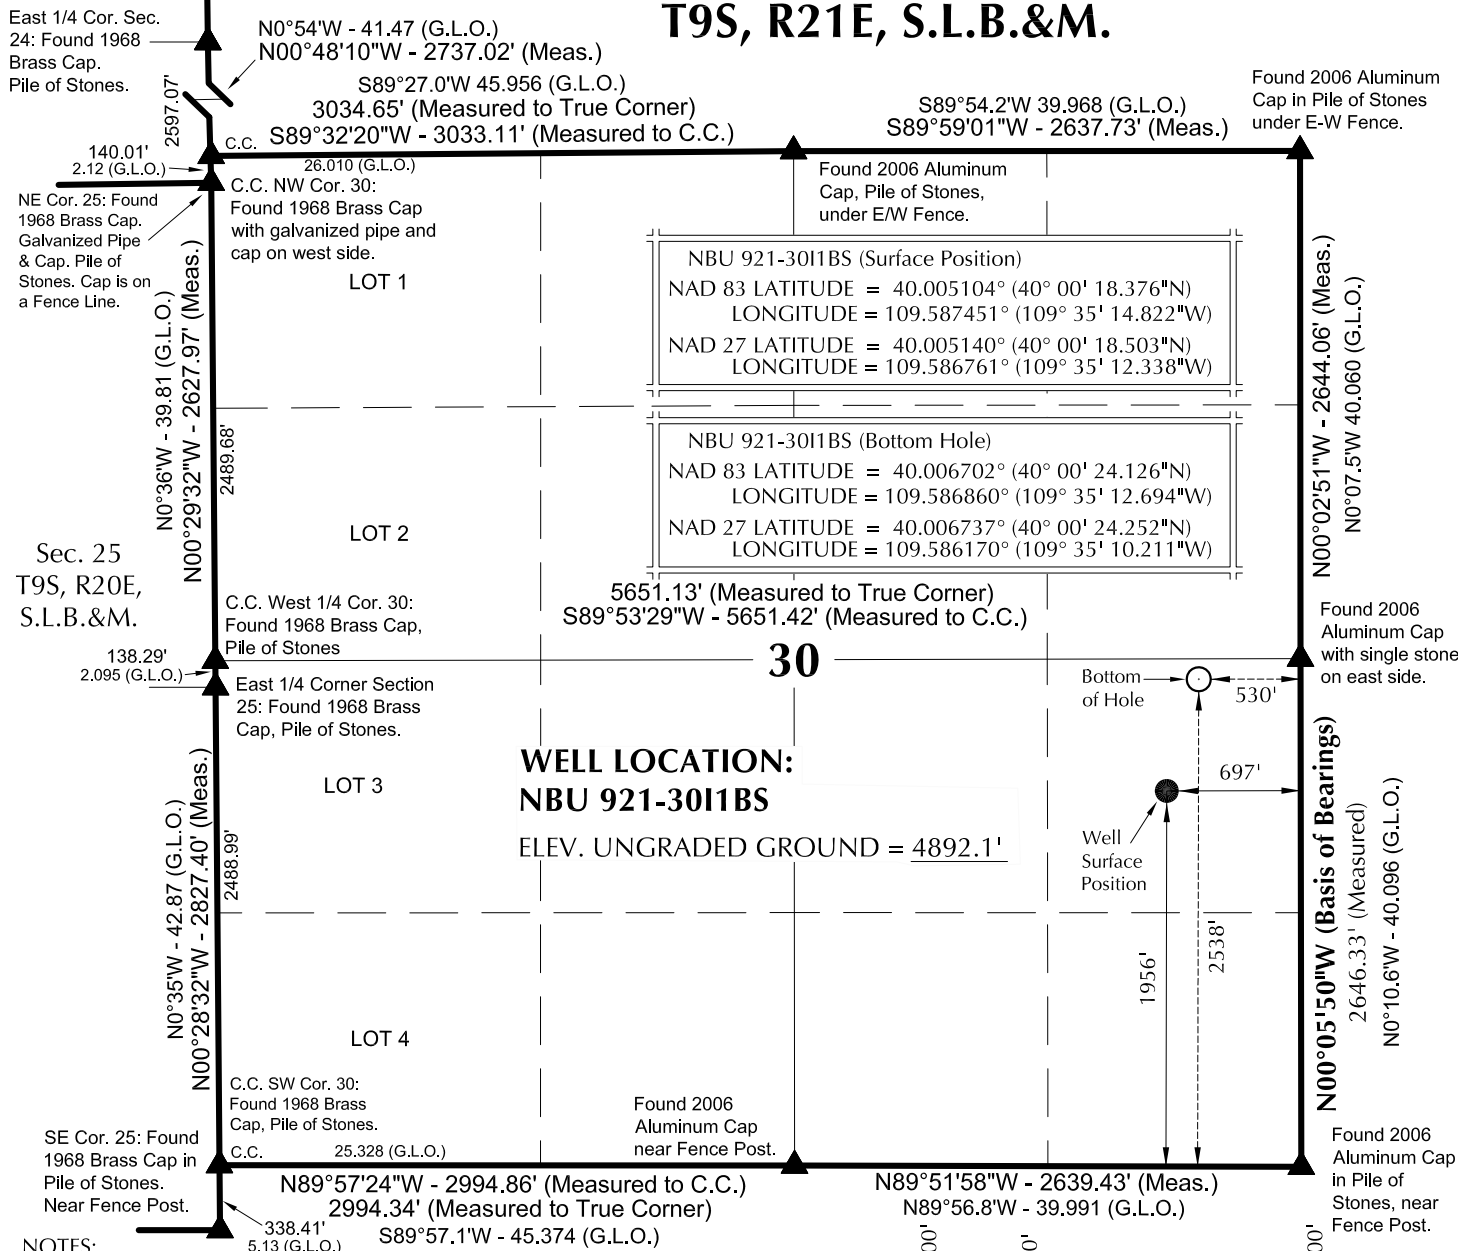 T9S, R21E, S.L.B.&M.
East 1/4 Cor. Sec.
24: Found 1968
Brass Cap.
Pile of Stones.
N0°54'W - 41.47 (G.L.O.)
N00°48'10"W - 2737.02' (Meas.)
2597.07'
S89°27.0'W 45.956 (G.L.O.)
3034.65' (Measured to True Corner)
S89°32'20"W - 3033.11' (Measured to C.C.)
S89°54.2'W 39.968 (G.L.O.)
S89°59'01"W - 2637.73' (Meas.)
Found 2006 Aluminum
Cap in Pile of Stones
under E-W Fence.
C.C.
26.010 (G.L.O.)
140.01'
2.12 (G.L.O.)
NE Cor. 25: Found
1968 Brass Cap.
Galvanized Pipe
& Cap. Pile of
Stones. Cap is on
a Fence Line.
C.C. NW Cor. 30:
Found 1968 Brass Cap
with galvanized pipe and
cap on west side.
Found 2006 Aluminum
Cap, Pile of Stones,
under E/W Fence.
LOT 1
NBU 921-30I1BS (Surface Position)
NAD 83 LATITUDE = 40.005104° (40° 00' 18.376"N)
LONGITUDE = 109.587451° (109° 35' 14.822"W)
NAD 27 LATITUDE = 40.005140° (40° 00' 18.503"N)
LONGITUDE = 109.586761° (109° 35' 12.338"W)
N0°36'W - 39.81 (G.L.O.)
N00°29'32"W - 2627.97' (Meas.)
2489.68'
N00°02'51"W - 2644.06' (Meas.)
N0°07.5'W 40.060 (G.L.O.)
NBU 921-30I1BS (Bottom Hole)
NAD 83 LATITUDE = 40.006702° (40° 00' 24.126"N)
LONGITUDE = 109.586860° (109° 35' 12.694"W)
NAD 27 LATITUDE = 40.006737° (40° 00' 24.252"N)
LONGITUDE = 109.586170° (109° 35' 10.211"W)
LOT 2
Sec. 25
T9S, R20E,
S.L.B.&M.
C.C. West 1/4 Cor. 30:
Found 1968 Brass Cap,
Pile of Stones
5651.13' (Measured to True Corner)
S89°53'29"W - 5651.42' (Measured to C.C.)
30
Found 2006
Aluminum Cap
with single stone
on east side.
138.29'
2.095 (G.L.O.)
East 1/4 Corner Section
25: Found 1968 Brass
Cap, Pile of Stones.
Bottom
of Hole
530'
WELL LOCATION:
NBU 921-30I1BS
ELEV. UNGRADED GROUND = 4892.1'
LOT 3
697'
Well
Surface
Position
1956'
2538'
N0°35'W - 42.87 (G.L.O.)
N00°28'32"W - 2827.40' (Meas.)
2488.99'
N00°05'50"W (Basis of Bearings)
2646.33' (Measured)
N0°10.6'W - 40.096 (G.L.O.)
LOT 4
C.C. SW Cor. 30:
Found 1968 Brass
Cap, Pile of Stones.
Found 2006
Aluminum Cap
near Fence Post.
SE Cor. 25: Found
1968 Brass Cap in
Pile of Stones.
Near Fence Post.
C.C.
25.328 (G.L.O.)
N89°57'24"W - 2994.86' (Measured to C.C.)
2994.34' (Measured to True Corner)
S89°57.1'W - 45.374 (G.L.O.)
N89°51'58"W - 2639.43' (Meas.)
N89°56.8'W - 39.991 (G.L.O.)
Found 2006
Aluminum Cap
in Pile of
Stones, near
Fence Post.
338.41'
5.13 (G.L.O.)
NOTES: